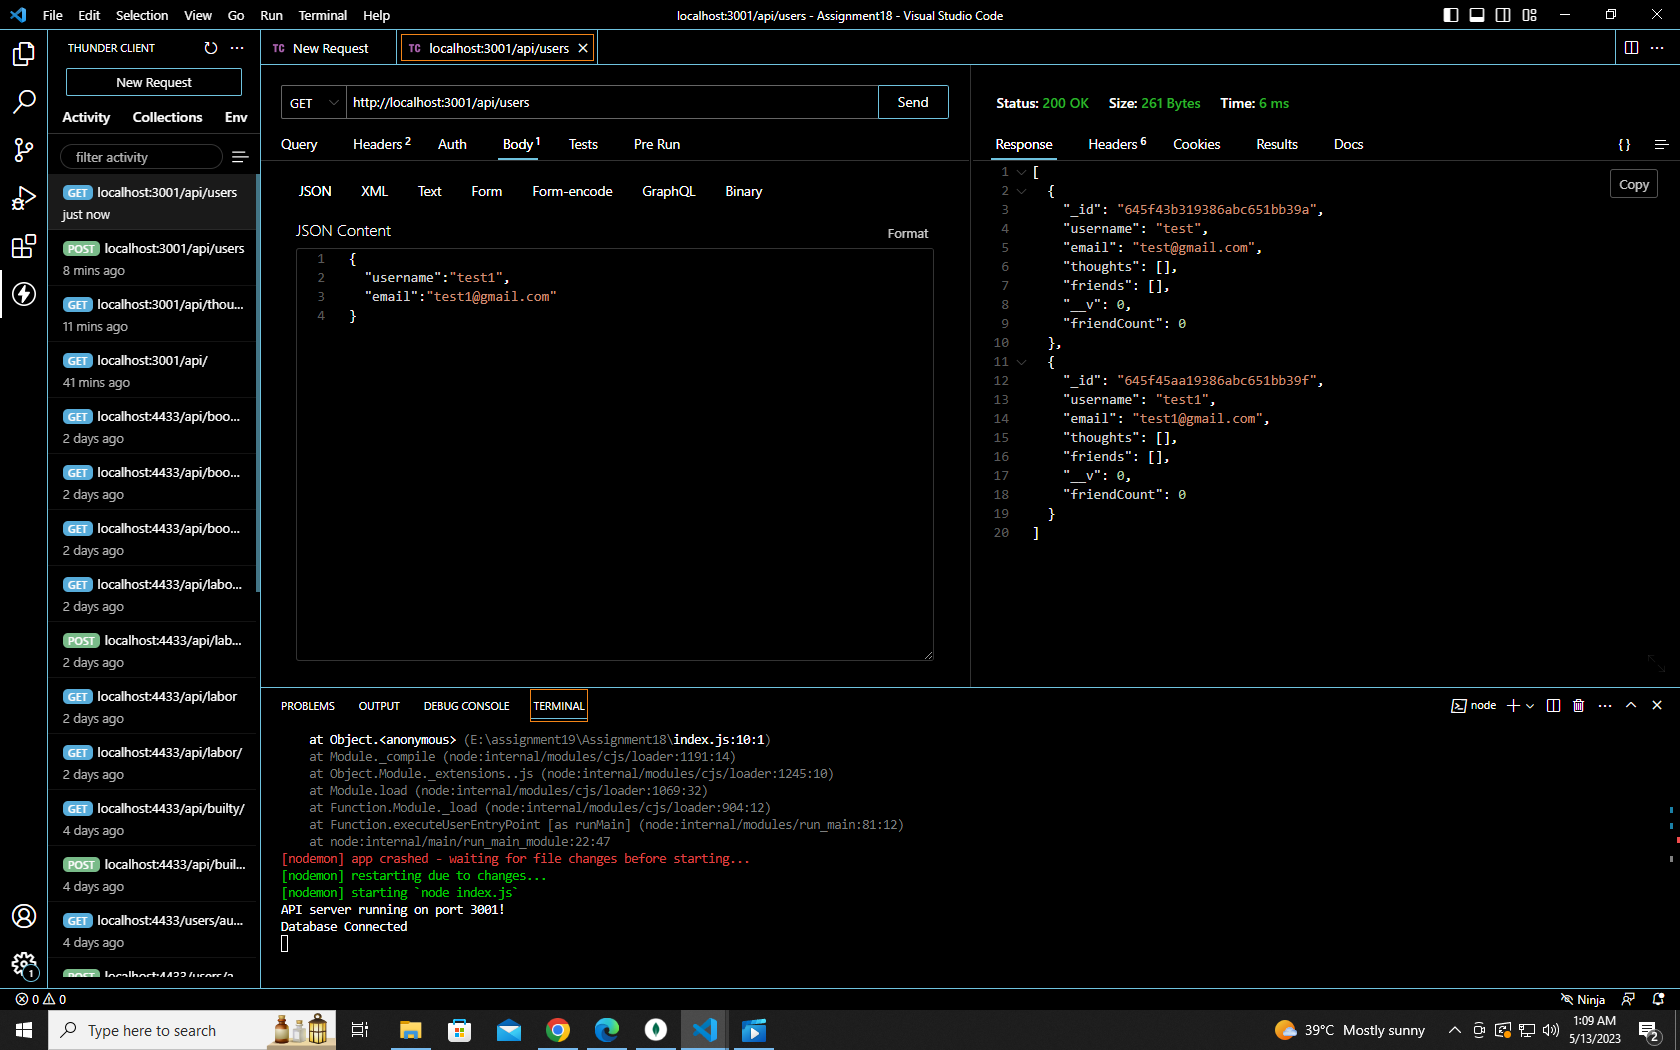 File Edit Selection View Go Run Terminal Help
localhost:3001/api/users - Assignment18 - Visual Studio Code
THUNDER CLIENT
New Request
Activity Collections Env
filter activity
GET localhost:3001/api/users
just now
POST localhost:3001/api/users
8 mins ago
GET localhost:3001/api/thou...
11 mins ago
GET localhost:3001/api/
41 mins ago
GET localhost:4433/api/boo...
2 days ago
GET localhost:4433/api/boo...
2 days ago
GET localhost:4433/api/boo...
2 days ago
GET localhost:4433/api/labo...
2 days ago
POST localhost:4433/api/lab...
2 days ago
GET localhost:4433/api/labor
2 days ago
GET localhost:4433/api/labor/
2 days ago
GET localhost:4433/api/builty/
4 days ago
POST localhost:4433/api/buil...
4 days ago
GET localhost:4433/users/au...
4 days ago
POST localhost:4433/users/a...
TC New Request
TC localhost:3001/api/users
GET http://localhost:3001/api/users Send
Query Headers 2 Auth Body 1 Tests Pre Run
JSON XML Text Form Form-encode GraphQL Binary
JSON Content Format
1 {
2 "username":"test1",
3 "email":"test1@gmail.com"
4 }
Status: 200 OK Size: 261 Bytes Time: 6 ms
Response Headers 6 Cookies Results Docs {}
Copy
1 [
2 {
3 "_id": "645f43b319386abc651bb39a",
4 "username": "test",
5 "email": "test@gmail.com",
6 "thoughts": [],
7 "friends": [],
8 "__v": 0,
9 "friendCount": 0
10 },
11 {
12 "_id": "645f45aa19386abc651bb39f",
13 "username": "test1",
14 "email": "test1@gmail.com",
15 "thoughts": [],
16 "friends": [],
17 "__v": 0,
18 "friendCount": 0
19 }
20 ]
PROBLEMS OUTPUT DEBUG CONSOLE TERMINAL
node
at Object.<anonymous> (E:\assignment19\Assignment18\index.js:10:1)
at Module._compile (node:internal/modules/cjs/loader:1191:14)
at Object.Module._extensions..js (node:internal/modules/cjs/loader:1245:10)
at Module.load (node:internal/modules/cjs/loader:1069:32)
at Function.Module._load (node:internal/modules/cjs/loader:904:12)
at Function.executeUserEntryPoint [as runMain] (node:internal/modules/run_main:81:12)
at node:internal/main/run_main_module:22:47
[nodemon] app crashed - waiting for file changes before starting...
[nodemon] restarting due to changes...
[nodemon] starting `node index.js`
API server running on port 3001!
Database Connected
1
0 0
Ninja
Type here to search
39°C Mostly sunny
1:09 AM
5/13/2023
2